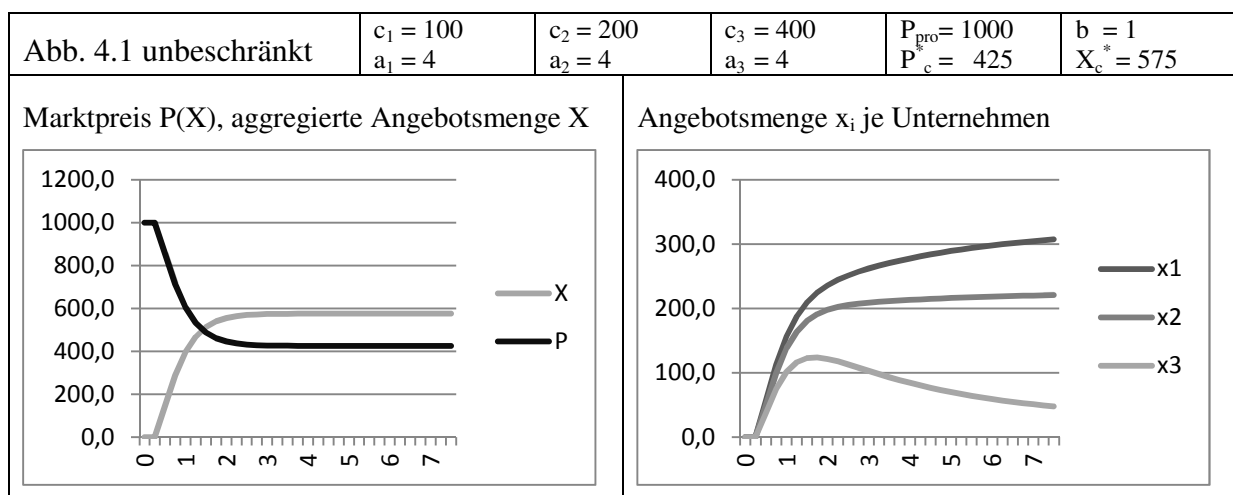 Abb. 4.1 unbeschränkt
c₁ = 100
a₁ = 4
c₂ = 200
a₂ = 4
c₃ = 400
a₃ = 4
Pₚᵣₒ= 1000
P*c = 425
b = 1
Xc* = 575
Marktpreis P(X), aggregierte Angebotsmenge X
1200,0
1000,0
800,0
600,0
400,0
200,0
0,0
0 1 2 3 4 5 6 7
X
P
Angebotsmenge xᵢ je Unternehmen
400,0
300,0
200,0
100,0
0,0
0 1 2 3 4 5 6 7
x1
x2
x3